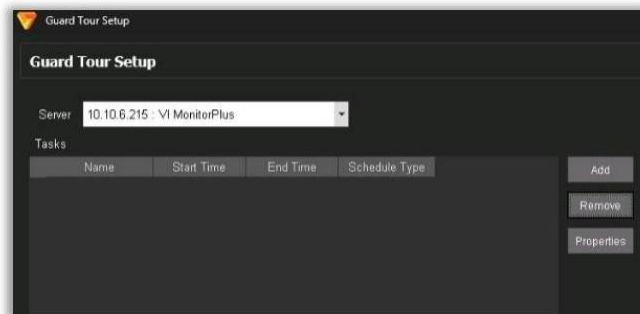 Guard Tour Setup
Guard Tour Setup
Server 10.10.6.215 : VI MonitorPlus
Tasks
Name Start Time End Time Schedule Type
Add
Remove
Properties